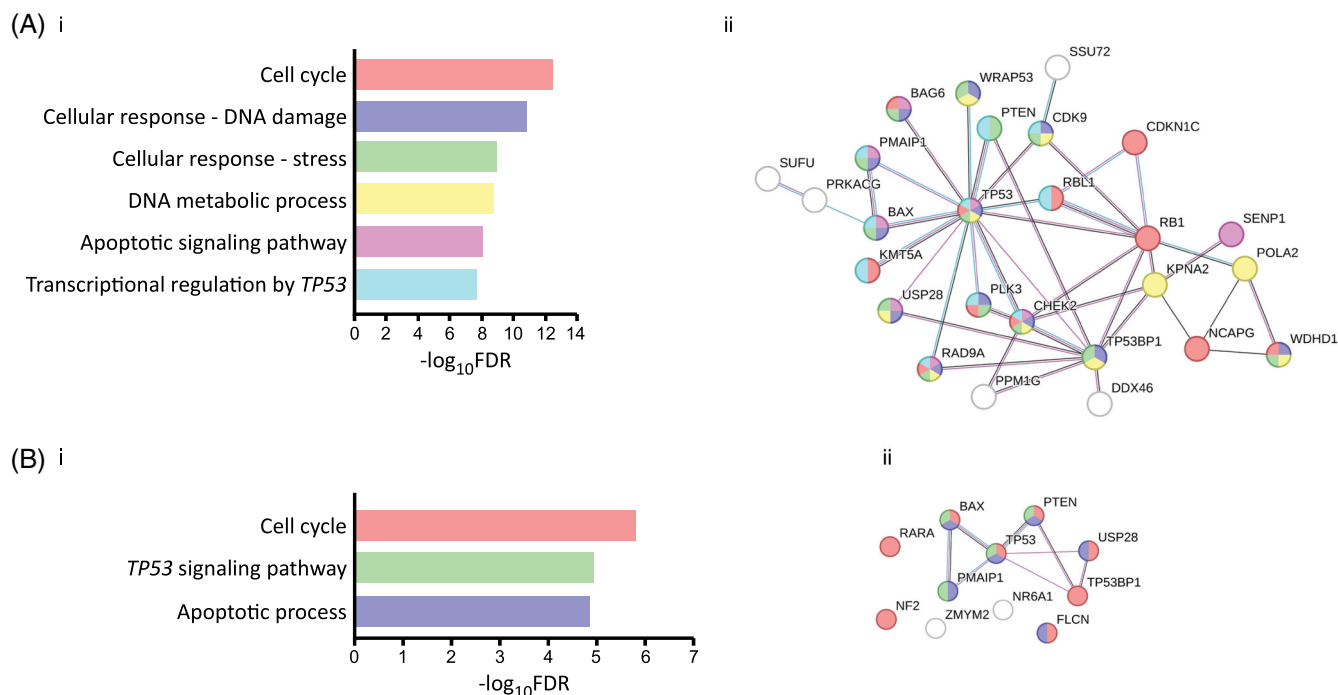 (A) i
Cell cycle
Cellular response - DNA damage
Cellular response - stress
DNA metabolic process
Apoptotic signaling pathway
Transcriptional regulation by TP53
0 2 4 6 8 10 12 14
-log10FDR
ii
SSU72
WRAP53
BAG6
PTEN
CDK9
CDKN1C
PMAIP1
SUFU
PRKACG
TP53
RBL1
BAX
RB1
SENP1
KMT5A
POLA2
KPNA2
USP28
PLK3
CHEK2
NCAPG
TP53BP1
WDHD1
RAD9A
PPM1G
DDX46
(B) i
Cell cycle
TP53 signaling pathway
Apoptotic process
0 1 2 3 4 5 6 7
-log10FDR
ii
BAX
PTEN
RARA
TP53
USP28
PMAIP1
TP53BP1
NR6A1
NF2
ZMYM2
FLCN